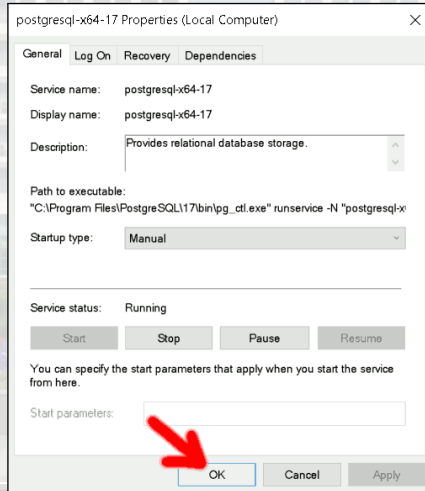 postgresql-x64-17 Properties (Local Computer)
General Log On Recovery Dependencies
Service name: postgresql-x64-17
Display name: postgresql-x64-17
Description: Provides relational database storage.
Path to executable:
"C:\Program Files\PostgreSQL\17\bin\pg_ctl.exe" runservice -N "postgresql-x
Startup type: Manual
Service status: Running
Start Stop Pause Resume
You can specify the start parameters that apply when you start the service
from here.
Start parameters:
OK Cancel Apply